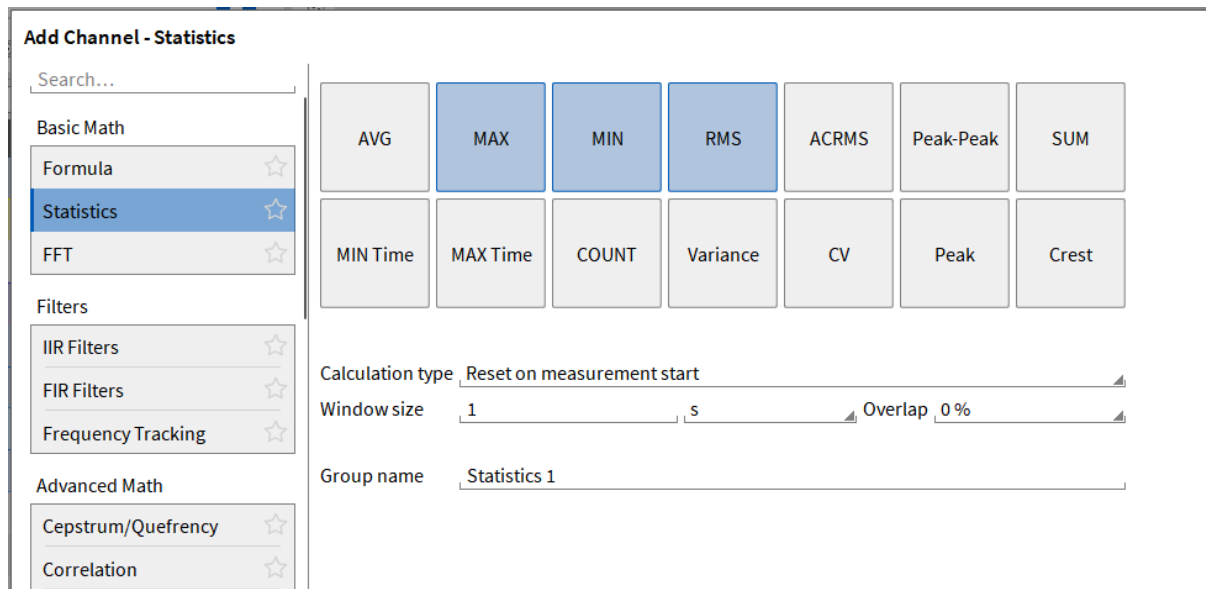 Add Channel - Statistics
Search...
Basic Math
Formula
Statistics
FFT
Filters
IIR Filters
FIR Filters
Frequency Tracking
Advanced Math
Cepstrum/Quefrency
Correlation
AVG MAX MIN RMS ACRMS Peak-Peak SUM
MIN Time MAX Time COUNT Variance CV Peak Crest
Calculation type Reset on measurement start
Window size 1 s Overlap 0 %
Group name Statistics 1